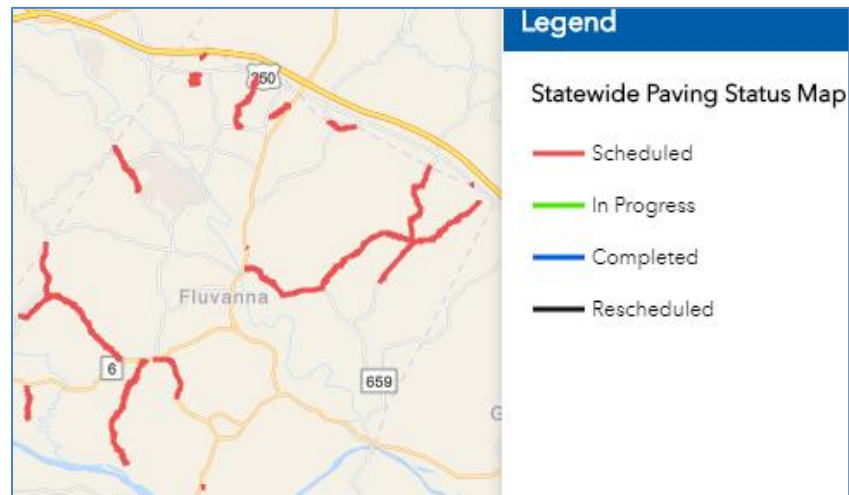 Legend
Statewide Paving Status Map
Scheduled
In Progress
Completed
Rescheduled
250
Fluvanna
6
659
G